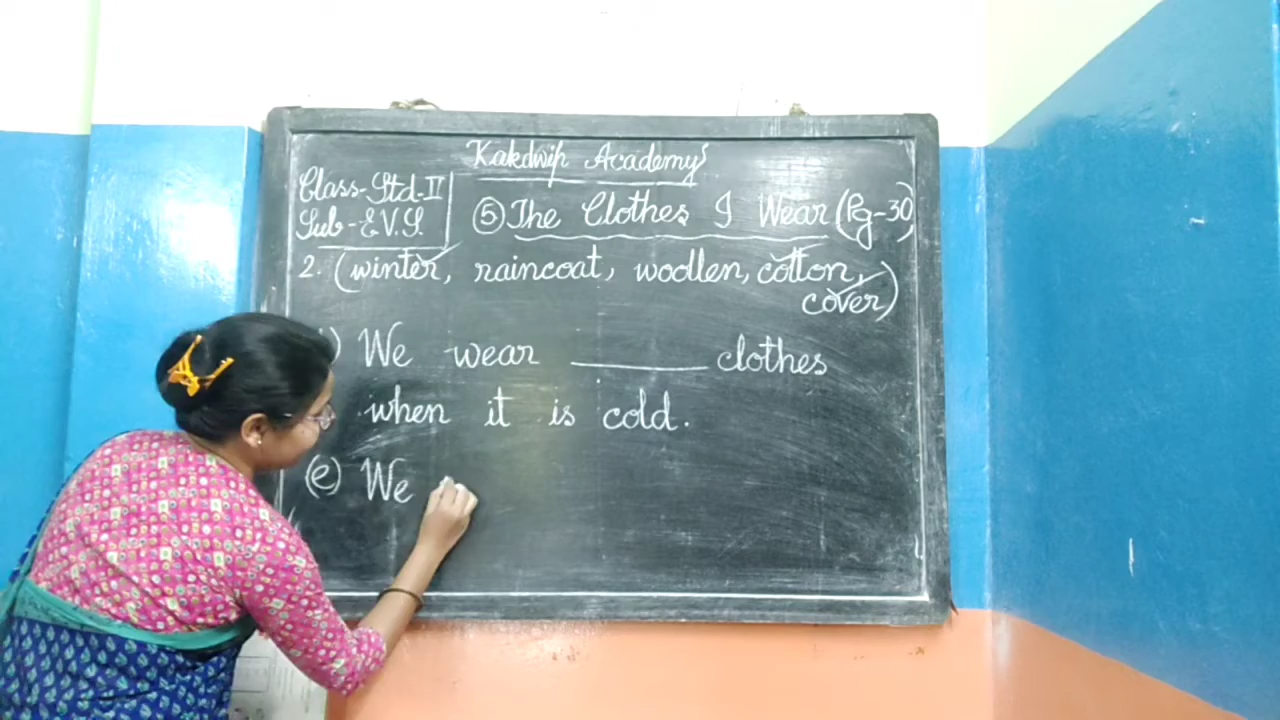 Kakdwip Academy
Class-Std-II
Sub-E.V.S.
⑤ The Clothes I Wear (Pg-30)
2. (winter, raincoat, woolen, cotton,
cover)
) We wear ______ clothes
when it is cold.
(e) We